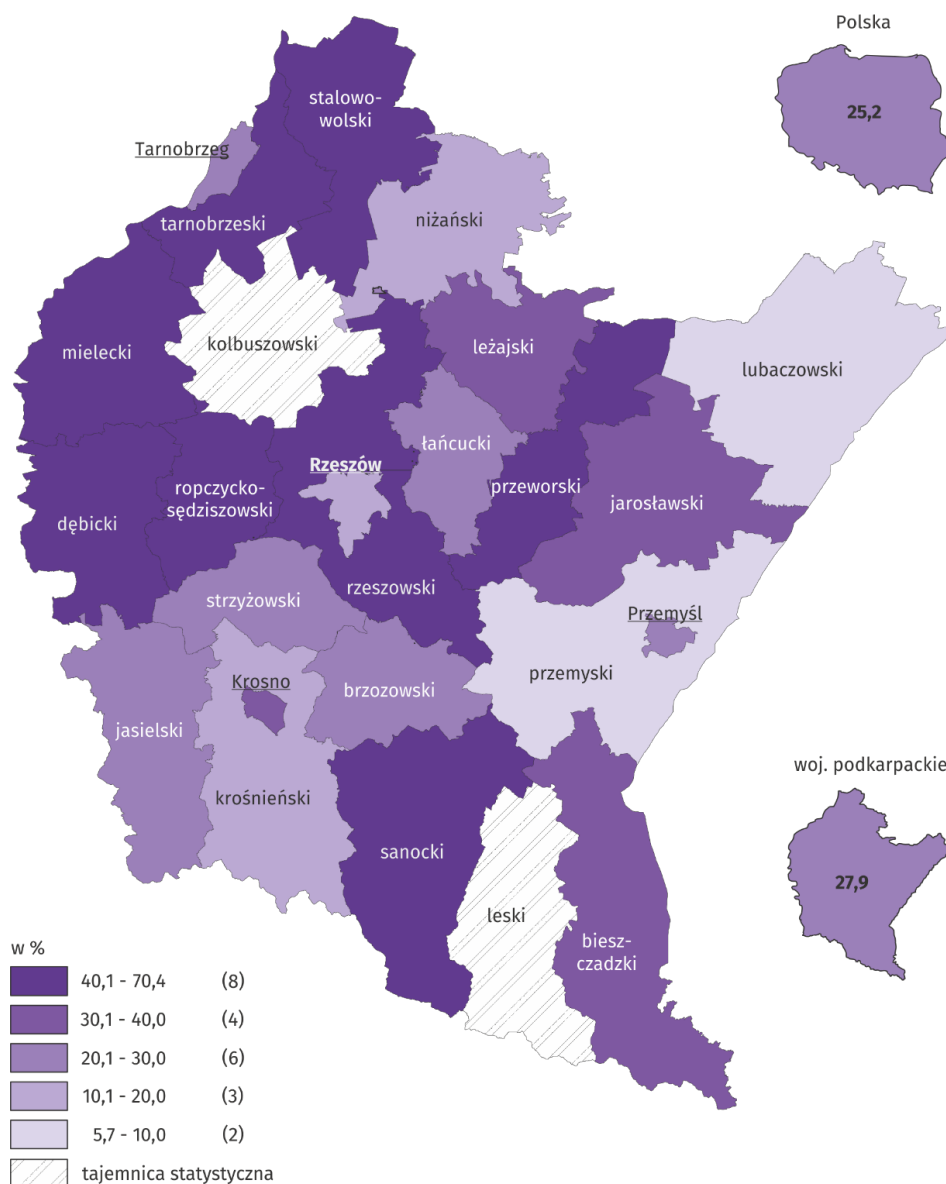 Polska
25,2
stalowo-
wolski
Tarnobrzeg
tarnobrzeski
niżański
mielecki
kolbuszowski
leżajski
lubaczowski
łańcucki
Rzeszów
ropczycko-
sędziszowski
przeworski
jarosławski
dębicki
rzeszowski
strzyżowski
Przemyśl
przemyski
Krosno
brzozowski
jasielski
krośnieński
woj. podkarpackie
27,9
sanocki
leski
biesz-
czadzki
w %
40,1 - 70,4 (8)
30,1 - 40,0 (4)
20,1 - 30,0 (6)
10,1 - 20,0 (3)
5,7 - 10,0 (2)
tajemnica statystyczna